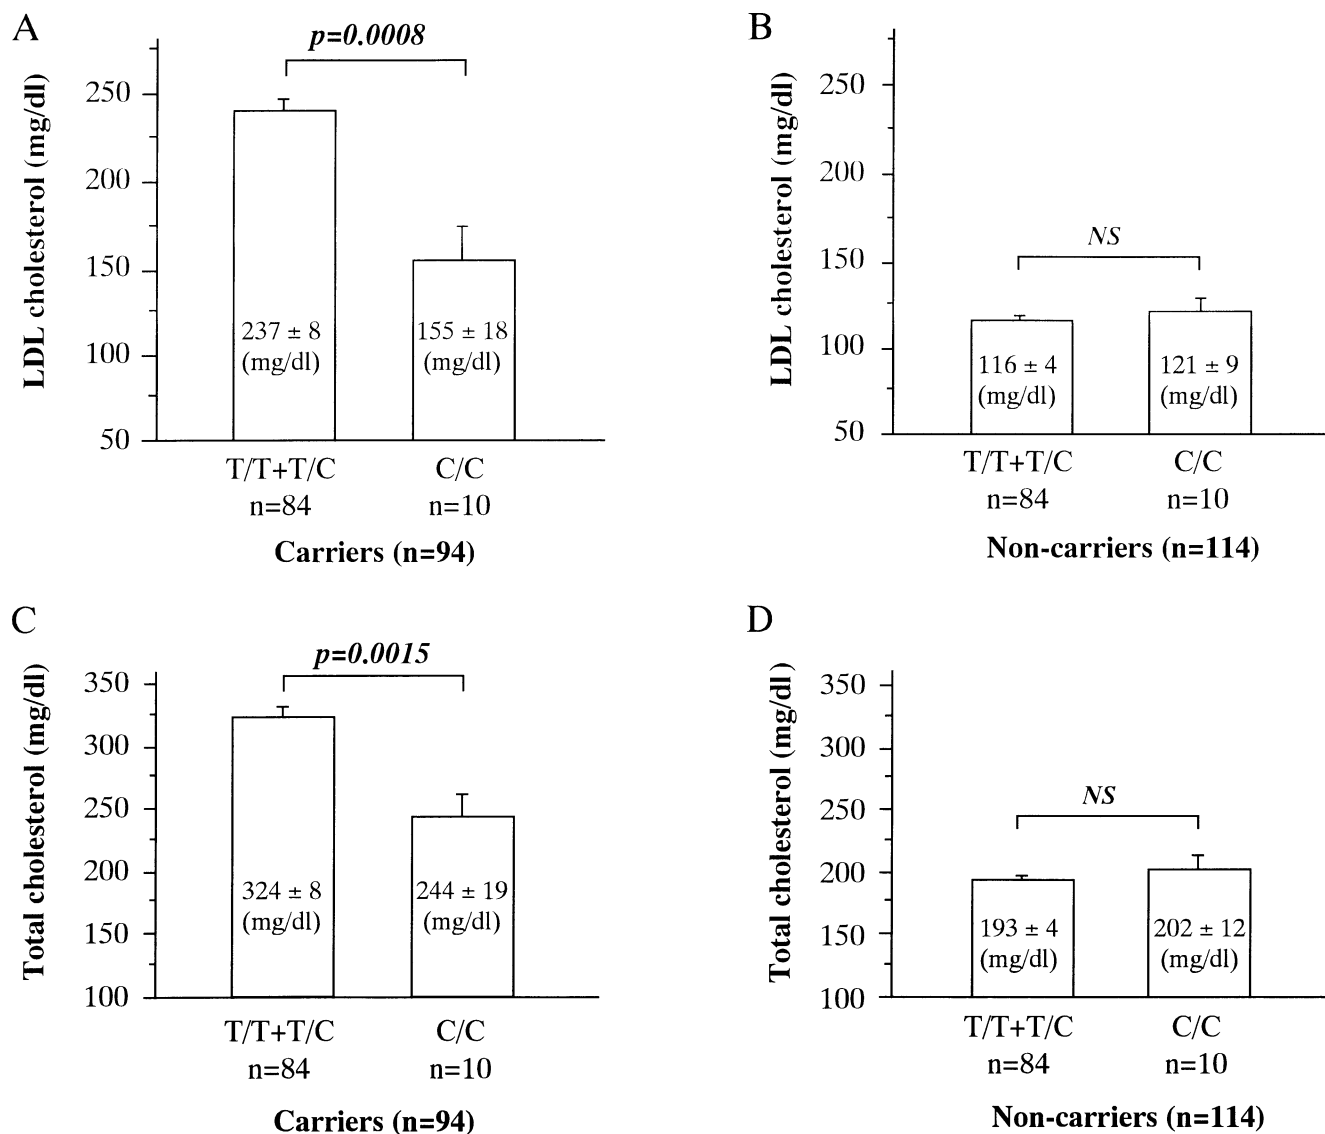 A
p=0.0008
LDL cholesterol (mg/dl)
250
200
150
100
50
237 ± 8
(mg/dl)
155 ± 18
(mg/dl)
T/T+T/C
C/C
n=84
n=10
Carriers (n=94)
B
LDL cholesterol (mg/dl)
250
200
150
100
50
NS
116 ± 4
(mg/dl)
121 ± 9
(mg/dl)
T/T+T/C
C/C
n=84
n=10
Non-carriers (n=114)
C
p=0.0015
Total cholesterol (mg/dl)
350
300
250
200
150
100
324 ± 8
(mg/dl)
244 ± 19
(mg/dl)
T/T+T/C
C/C
n=84
n=10
Carriers (n=94)
D
Total cholesterol (mg/dl)
350
300
250
200
150
100
NS
193 ± 4
(mg/dl)
202 ± 12
(mg/dl)
T/T+T/C
C/C
n=84
n=10
Non-carriers (n=114)